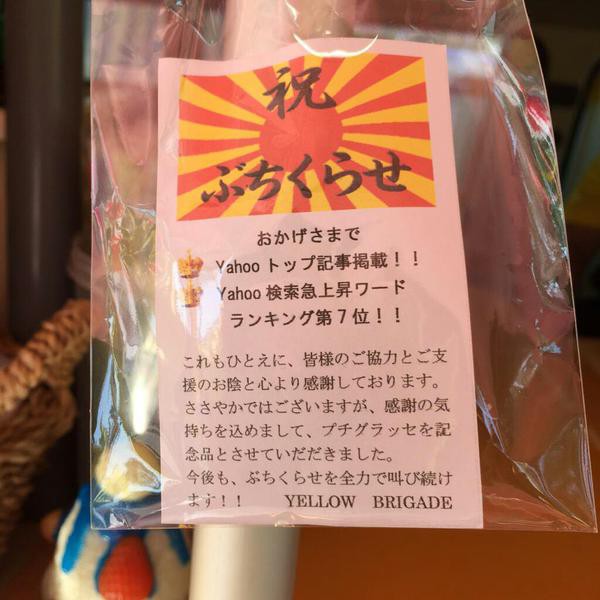 祝
ぶちくらせ
おかげさまで
Yahoo トップ記事掲載！！
Yahoo 検索急上昇ワード
ランキング第７位！！
これもひとえに、皆様のご協力とご支
援のお陰と心より感謝しております。
ささやかではございますが、感謝の気
持ちを込めまして、プチグラッセを記
念品とさせていだだきました。
今後も、ぶちくらせを全力で叫び続け
ます！！　YELLOW BRIGADE